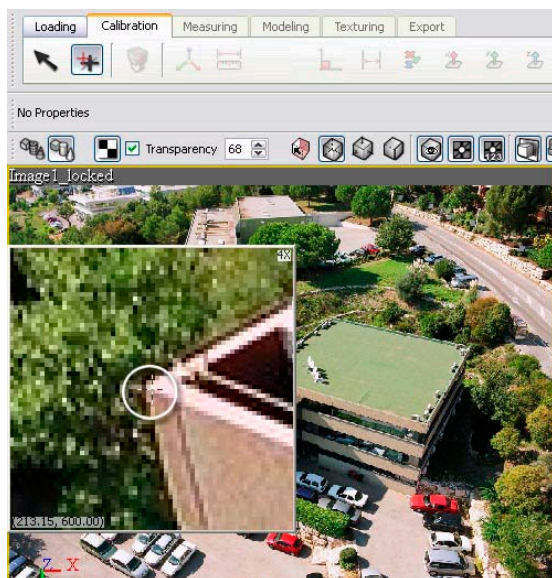 Loading Calibration Measuring Modeling Texturing Export
No Properties
Transparency 68
Image1_locked
4X
(213.15, 600.00)
Z X